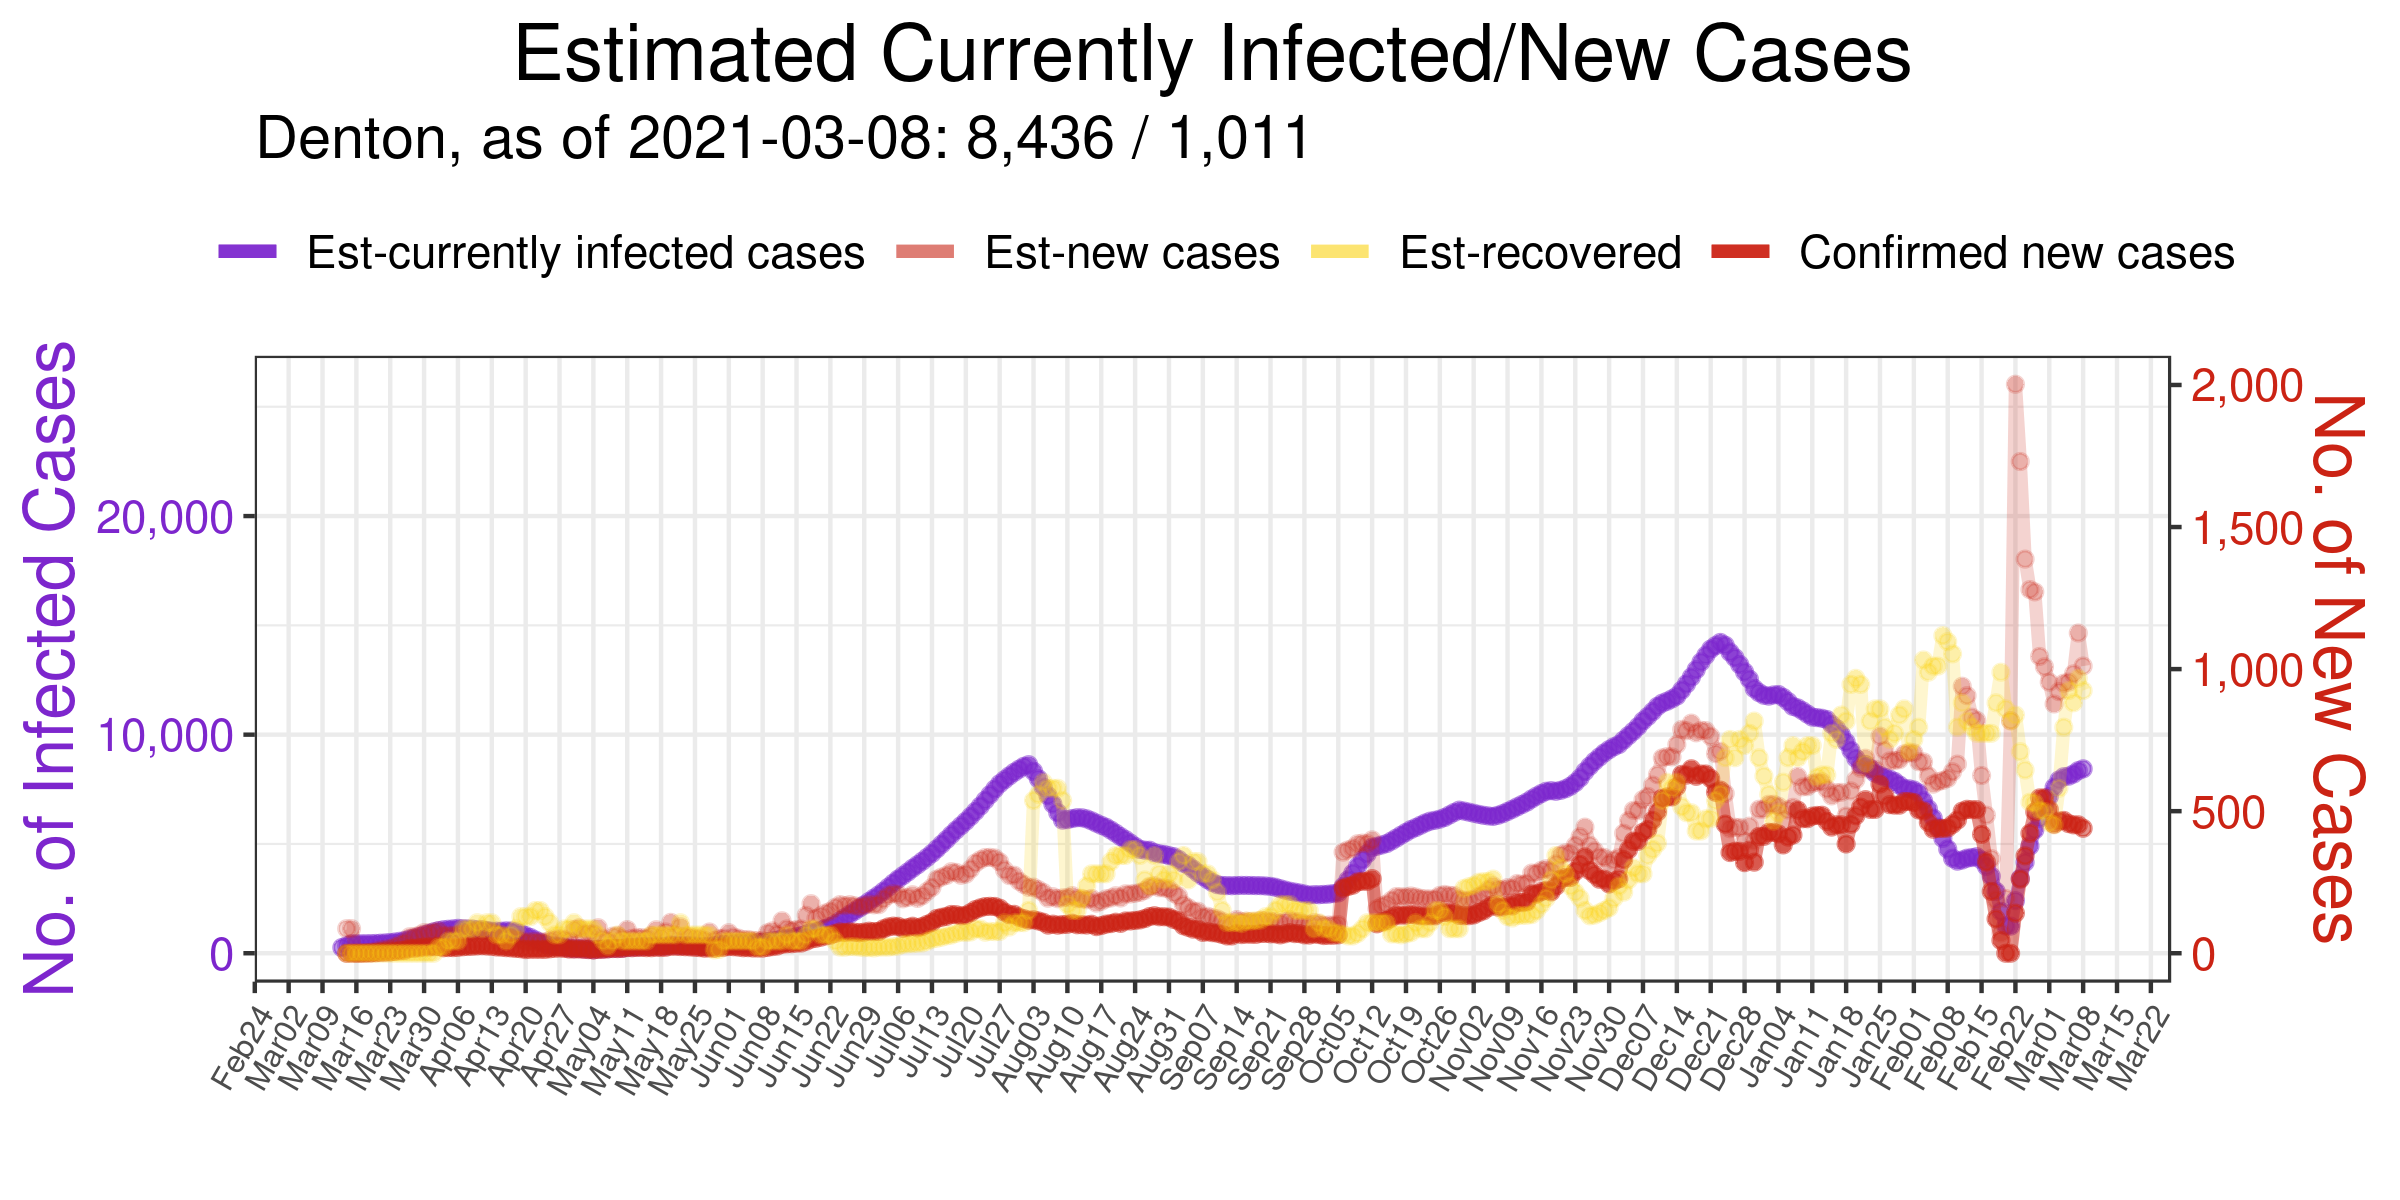 Estimated Currently Infected/New Cases
Denton, as of 2021-03-08: 8,436 / 1,011
Est-currently infected cases Est-new cases Est-recovered Confirmed new cases
No. of Infected Cases
20,000
10,000
0
2,000
1,500
1,000
500
0
No. of New Cases
Feb24 Mar02 Mar09 Mar16 Mar23 Mar30 Apr06 Apr13 Apr20 Apr27 May04 May11 May18 May25 Jun01 Jun08 Jun15 Jun22 Jun29 Jul06 Jul13 Jul20 Jul27 Aug03 Aug10 Aug17 Aug24 Aug31 Sep07 Sep14 Sep21 Sep28 Oct05 Oct12 Oct19 Oct26 Nov02 Nov09 Nov16 Nov23 Nov30 Dec07 Dec14 Dec21 Dec28 Jan04 Jan11 Jan18 Jan25 Feb01 Feb08 Feb15 Feb22 Mar01 Mar08 Mar15 Mar22